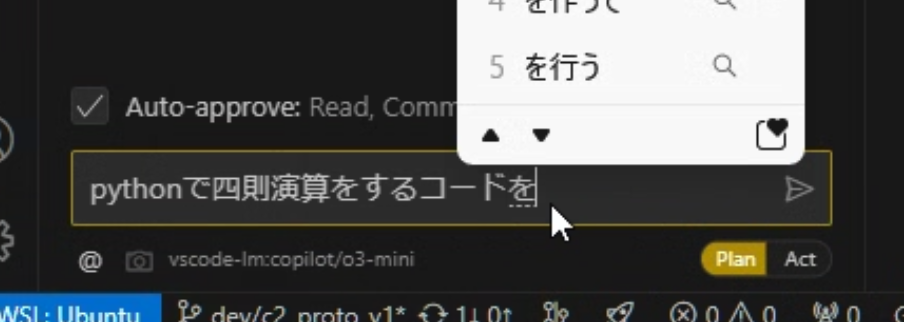 4 を作って
5 を行う
Auto-approve: Read, Comm
pythonで四則演算をするコードを
@ vscode-lm:copilot/o3-mini Plan Act
WSL: Ubuntu dev/c2_proto_v1* 1↓ 0↑ 0 0 0